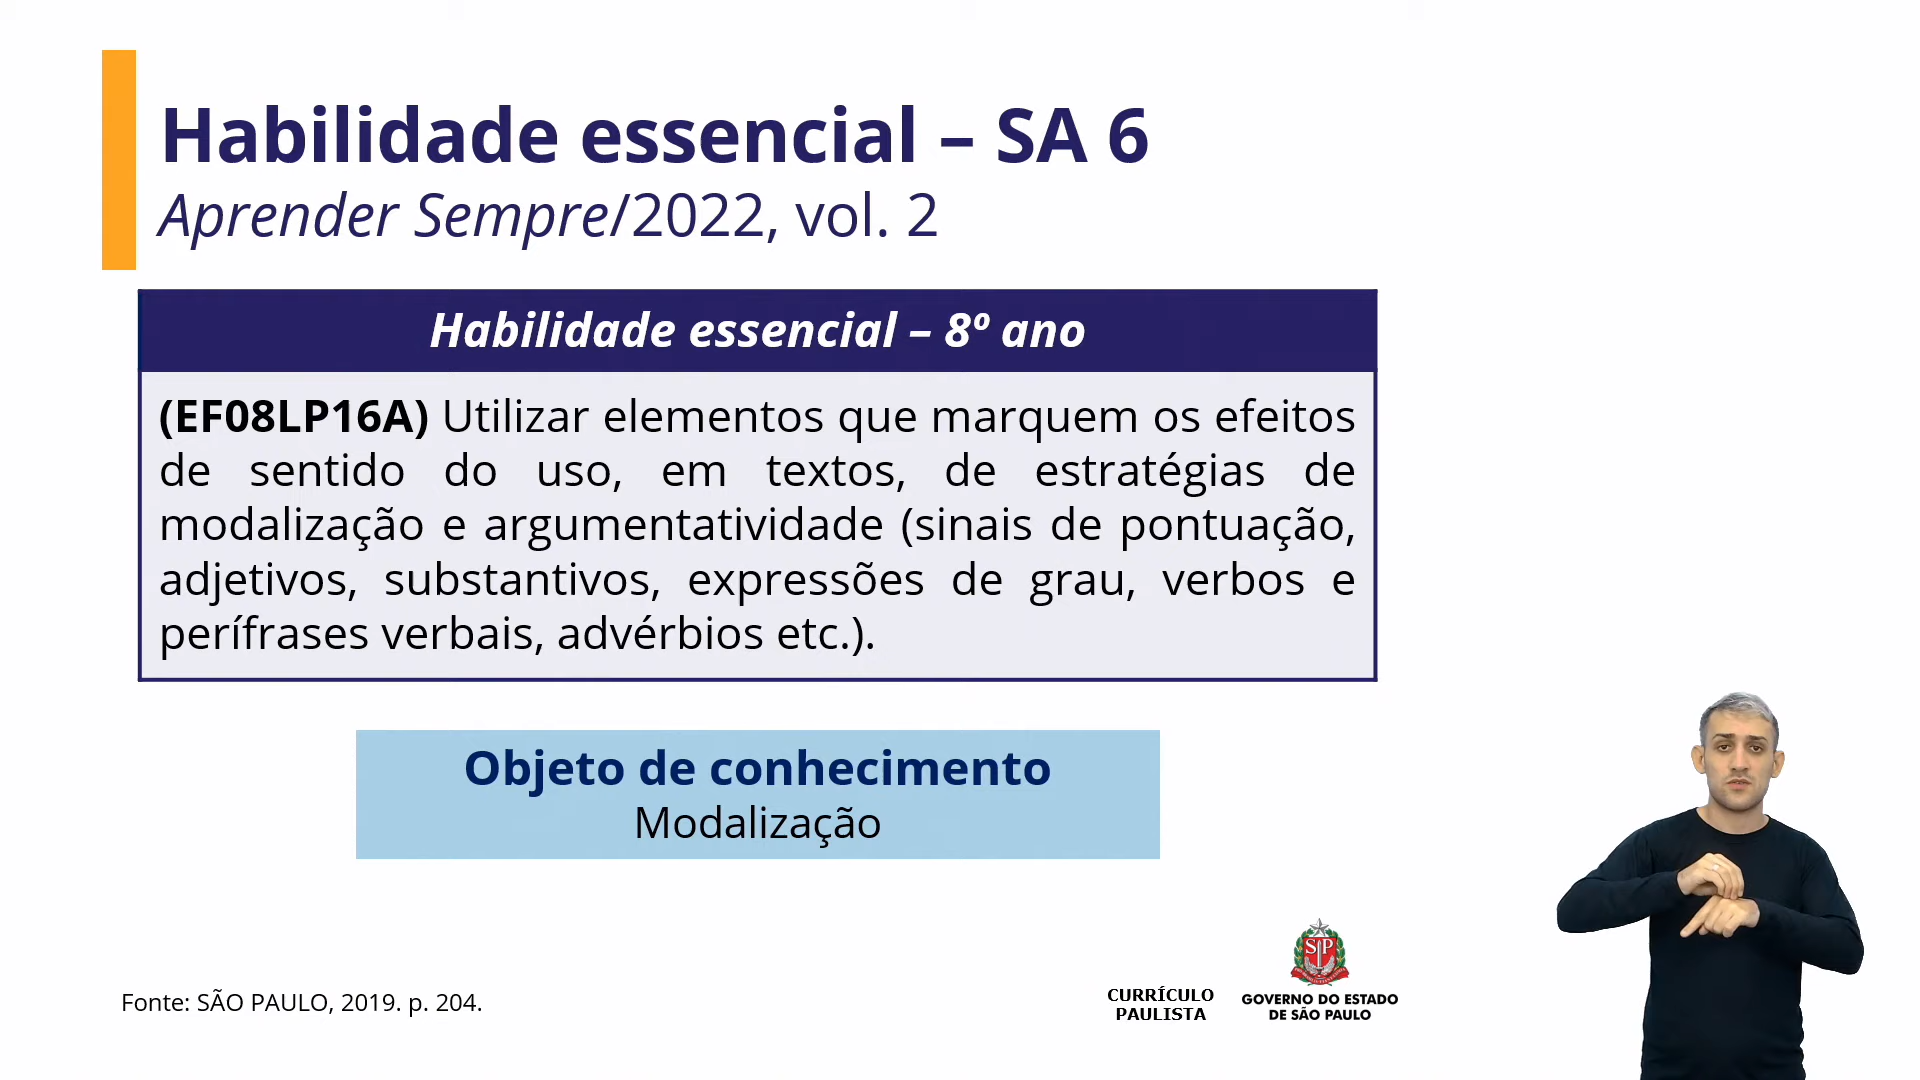 Habilidade essencial – SA 6
Aprender Sempre/2022, vol. 2
Habilidade essencial – 8º ano
(EF08LP16A) Utilizar elementos que marquem os efeitos
de sentido do uso, em textos, de estratégias de
modalização e argumentatividade (sinais de pontuação,
adjetivos, substantivos, expressões de grau, verbos e
perífrases verbais, advérbios etc.).
Objeto de conhecimento
Modalização
Fonte: SÃO PAULO, 2019. p. 204.
CURRÍCULO
PAULISTA
SP
GOVERNO DO ESTADO
DE SÃO PAULO